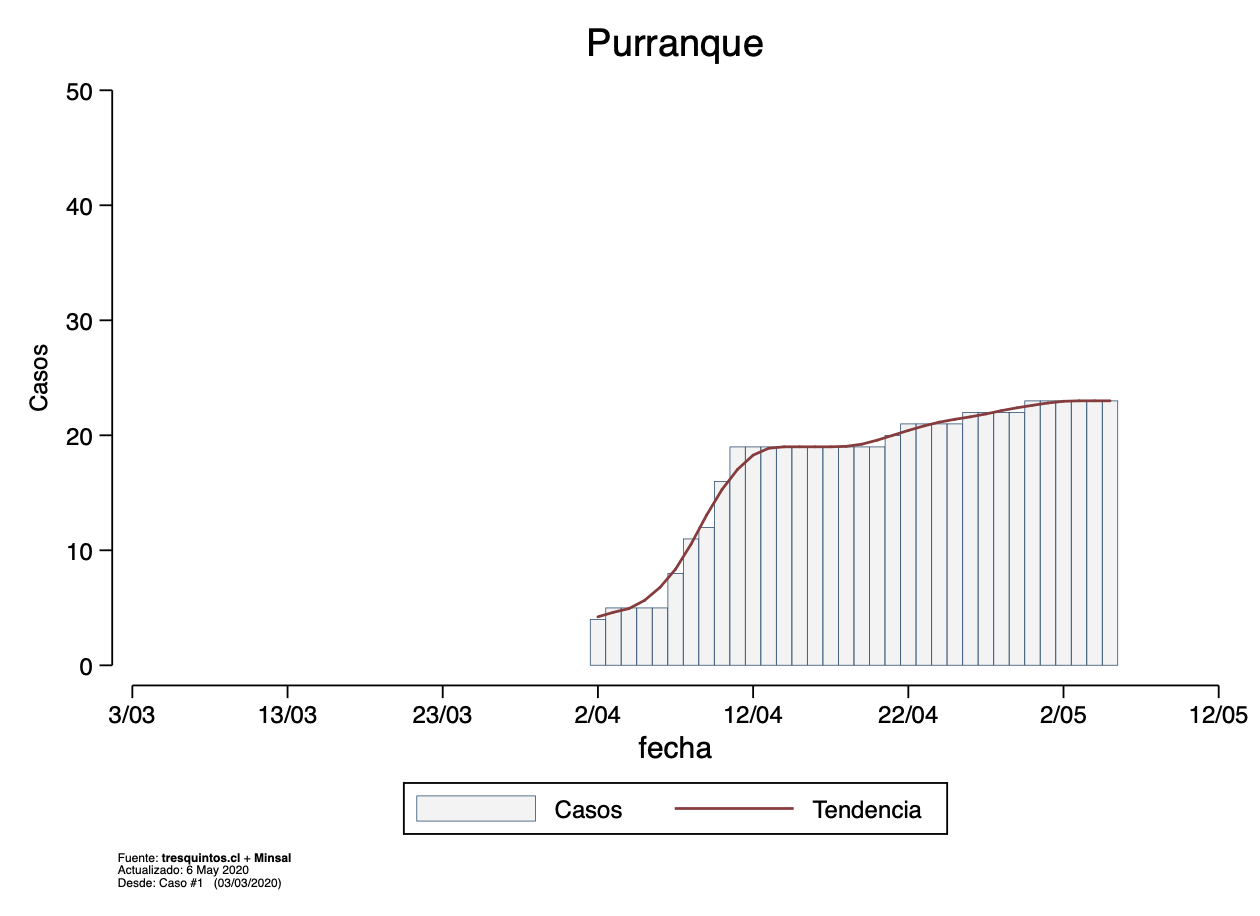 Purranque
50
40
30
20
10
0
Casos
3/03 13/03 23/03 2/04 12/04 22/04 2/05 12/05
fecha
Casos Tendencia
Fuente: tresquintos.cl + Minsal
Actualizado: 6 May 2020
Desde: Caso #1 (03/03/2020)